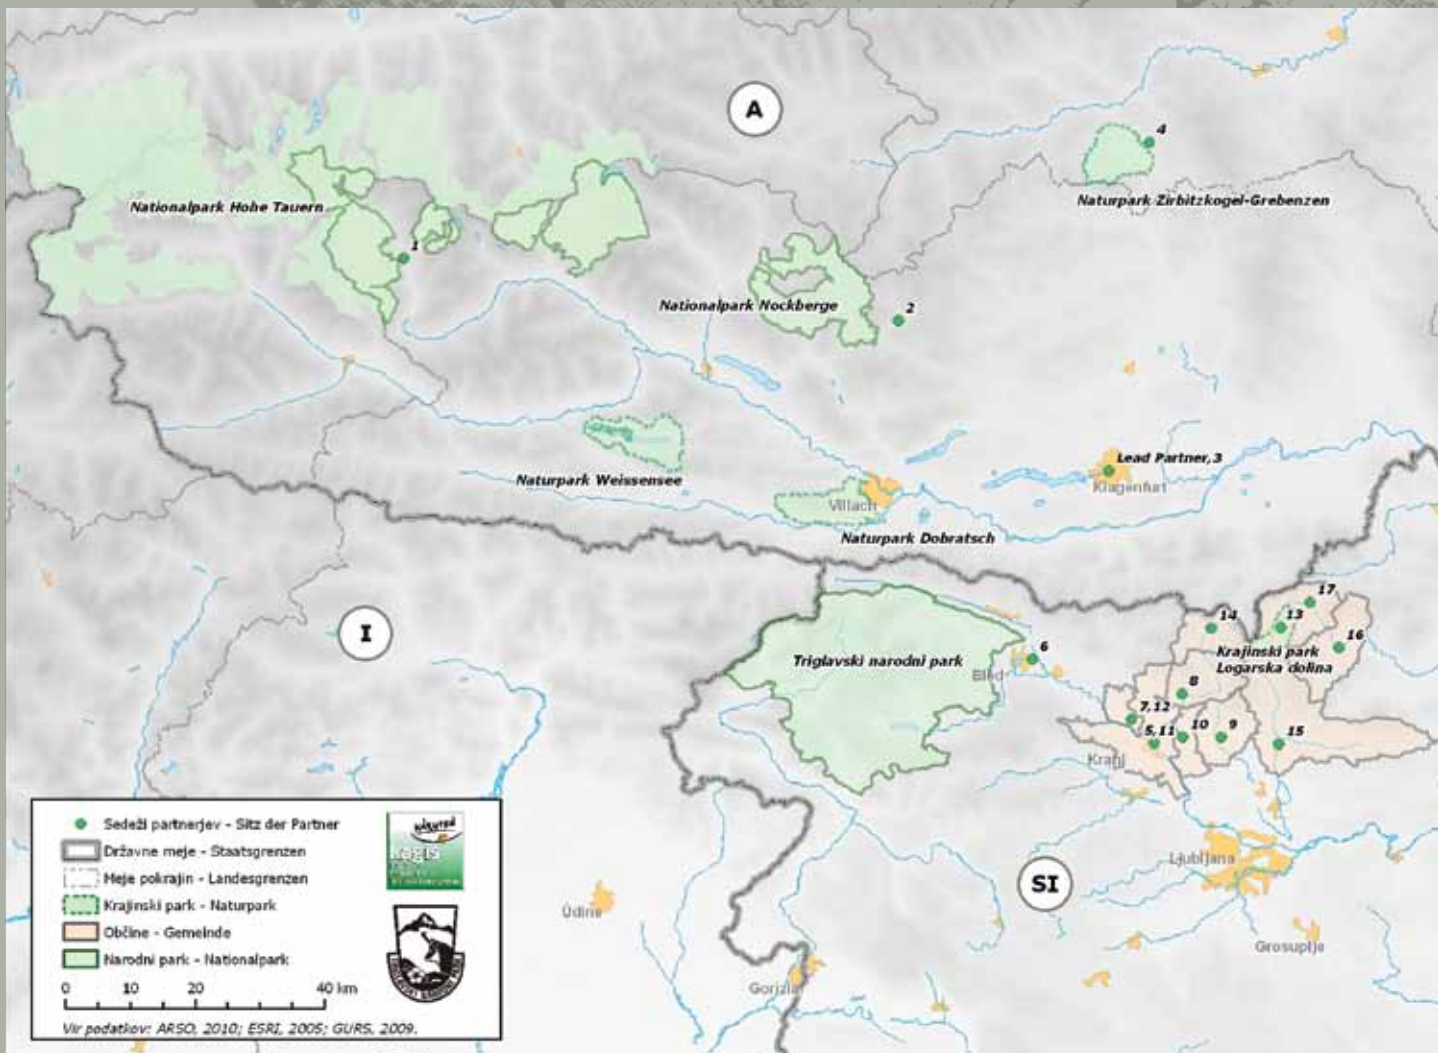 A
4
Naturpark Zirbitzkogel-Grebenzen
Nationalpark Hohe Tauern
1
Nationalpark Nockberge
2
Lead Partner,3
Klagenfurt
Naturpark Weissensee
Villach
Naturpark Dobratsch
I
17
14
13
16
Krajinski park
Logarska dolina
Triglavski narodni park
6
Bled
8
7,12
5,11
10
9
15
Kranj
Ljubljana
SI
Údine
Grosuplje
Gorizia
Sedeži partnerjev - Sitz der Partner
Državne meje - Staatsgrenzen
Meje pokrajin - Landesgrenzen
Krajinski park - Naturpark
Občine - Gemeinde
Narodni park - Nationalpark
0 10 20 40 km
Vir podatkov: ARSO, 2010; ESRI, 2005; GURS, 2009.